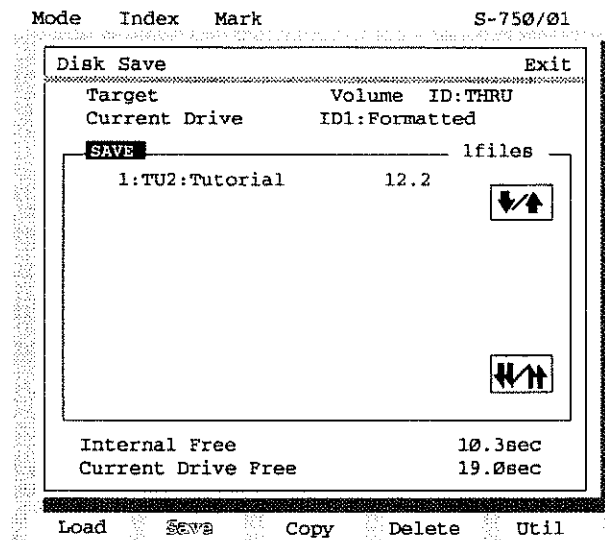 Mode Index Mark S-750/01
Disk Save Exit
Target Volume ID:THRU
Current Drive ID1:Formatted
SAVE 1files
1:TU2:Tutorial 12.2
Internal Free 10.3sec
Current Drive Free 19.0sec
Load Save Copy Delete Util